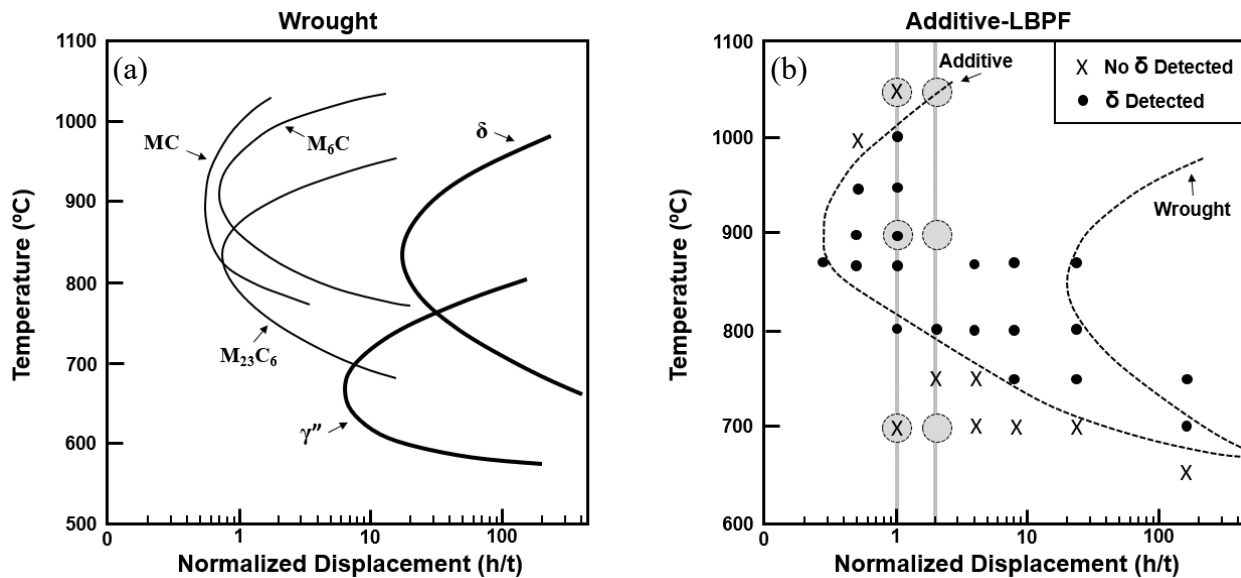 Wrought
(a)
1100
1000
900
800
700
600
500
Temperature (ºC)
MC
M₆C
δ
M₂₃C₆
γ”
0
1
10
100
Normalized Displacement (h/t)
Additive-LBPF
(b)
1100
1000
900
800
700
600
Temperature (ºC)
Additive
X No δ Detected
● δ Detected
Wrought
0
1
10
100
Normalized Displacement (h/t)